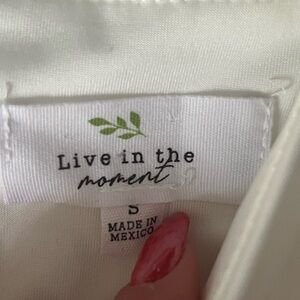 Live in the
moment
S
MADE IN
MEXICO